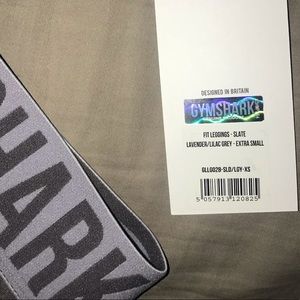 HARK
DESIGNED IN BRITAIN
GYMSHARK
FIT LEGGINGS - SLATE
LAVENDER/LILAC GREY - EXTRA SMALL
GLLG028-SLD/LGY-XS
5 057913 120825